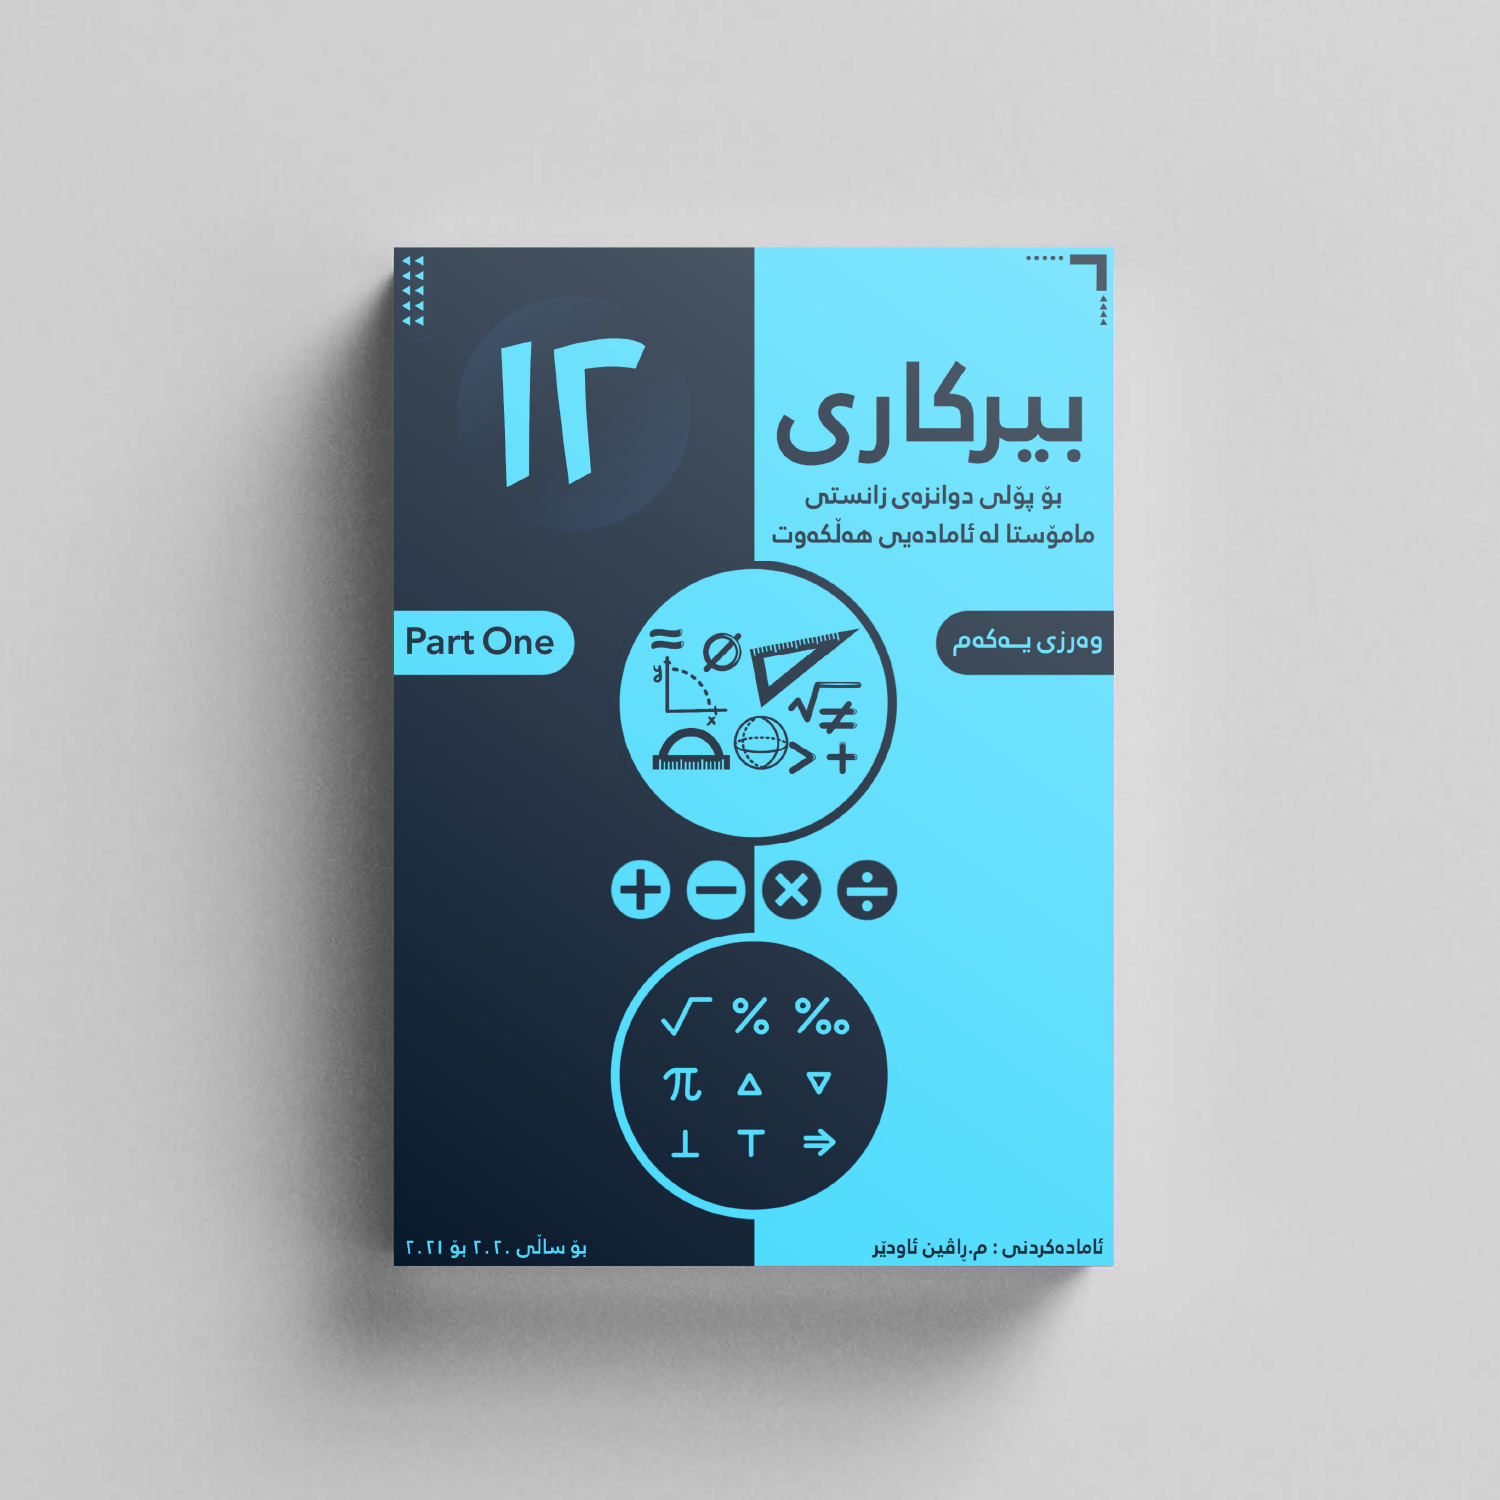 ١٢
بیرکاری
بۆ پۆلی دوانزەی زانستی
مامۆستا لە ئامادەیی هەڵکەوت
Part One
وەرزی یـەکەم
y
x
≈ ∅ √ ≠ > +
+ − × ÷
√ % ‰
π △ ▽
⊥ ⊤ ⇒
ئامادەکردنی : م.ڕاڤین ئاودێر
بۆ ساڵی ٢٠٢٠ بۆ ٢٠٢١